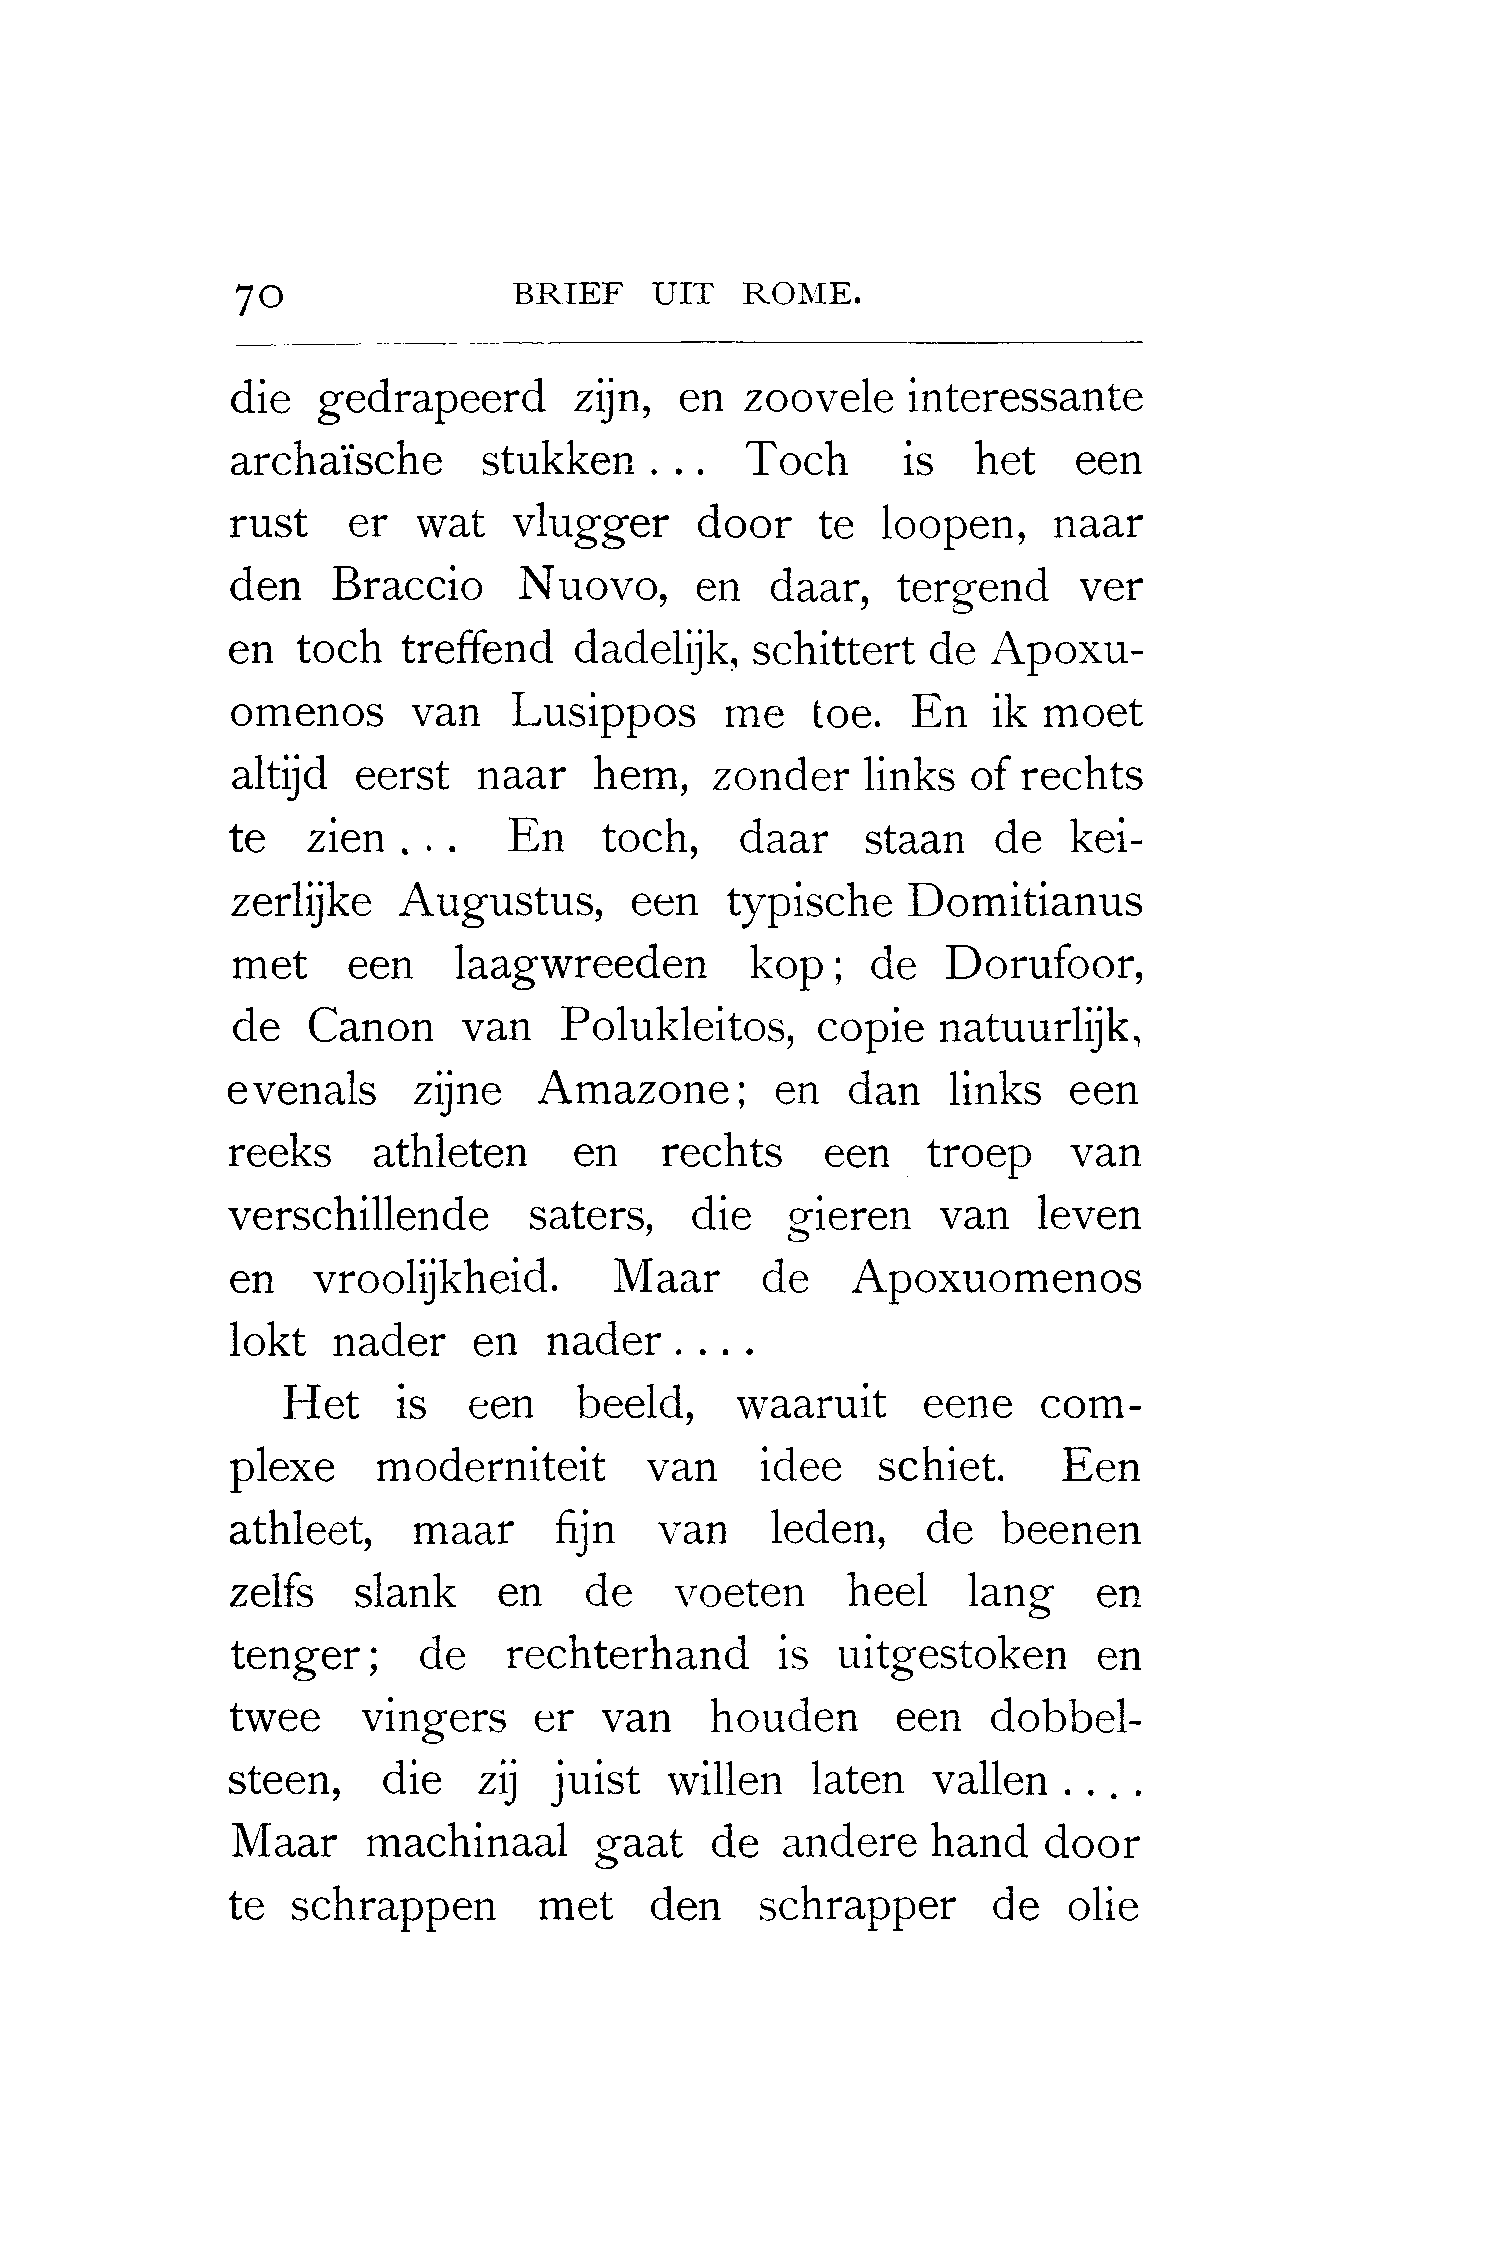 70 BRIEF UIT ROME.
die gedrapeerd zijn, en zoovele interessante
archaïsche stukken ... Toch is het een
rust er wat vlugger door te loopen, naar
den Braccio Nuovo, en daar, tergend ver
en toch treffend dadelijk, schittert de Apoxu-
omenos van Lusippos me toe. En ik moet
altijd eerst naar hem, zonder links of rechts
te zien ... En toch, daar staan de kei-
zerlijke Augustus, een typische Domitianus
met een laagwreeden kop; de Dorufoor,
de Canon van Polukleitos, copie natuurlijk,
evenals zijne Amazone; en dan links een
reeks athleten en rechts een troep van
verschillende saters, die gieren van leven
en vroolijkheid. Maar de Apoxuomenos
lokt nader en nader ....
Het is een beeld, waaruit eene com-
plexe moderniteit van idee schiet. Een
athleet, maar fijn van leden, de beenen
zelfs slank en de voeten heel lang en
tenger; de rechterhand is uitgestoken en
twee vingers er van houden een dobbel-
steen, die zij juist willen laten vallen ....
Maar machinaal gaat de andere hand door
te schrappen met den schrapper de olie